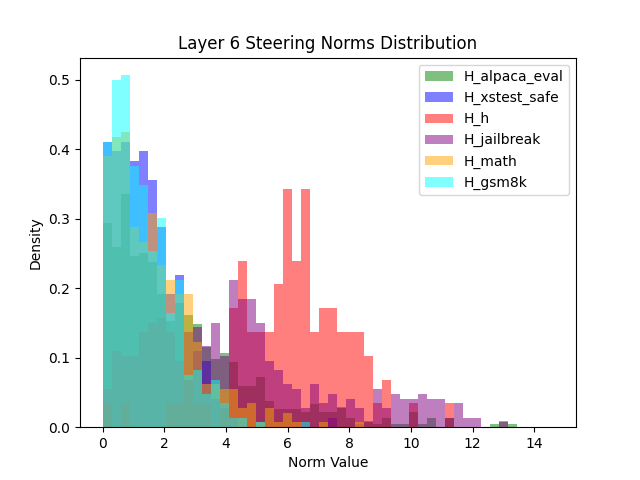 Layer 6 Steering Norms Distribution
H_alpaca_eval
H_xstest_safe
H_h
H_jailbreak
H_math
H_gsm8k
0.5
0.4
0.3
0.2
0.1
0.0
Density
0 2 4 6 8 10 12 14
Norm Value